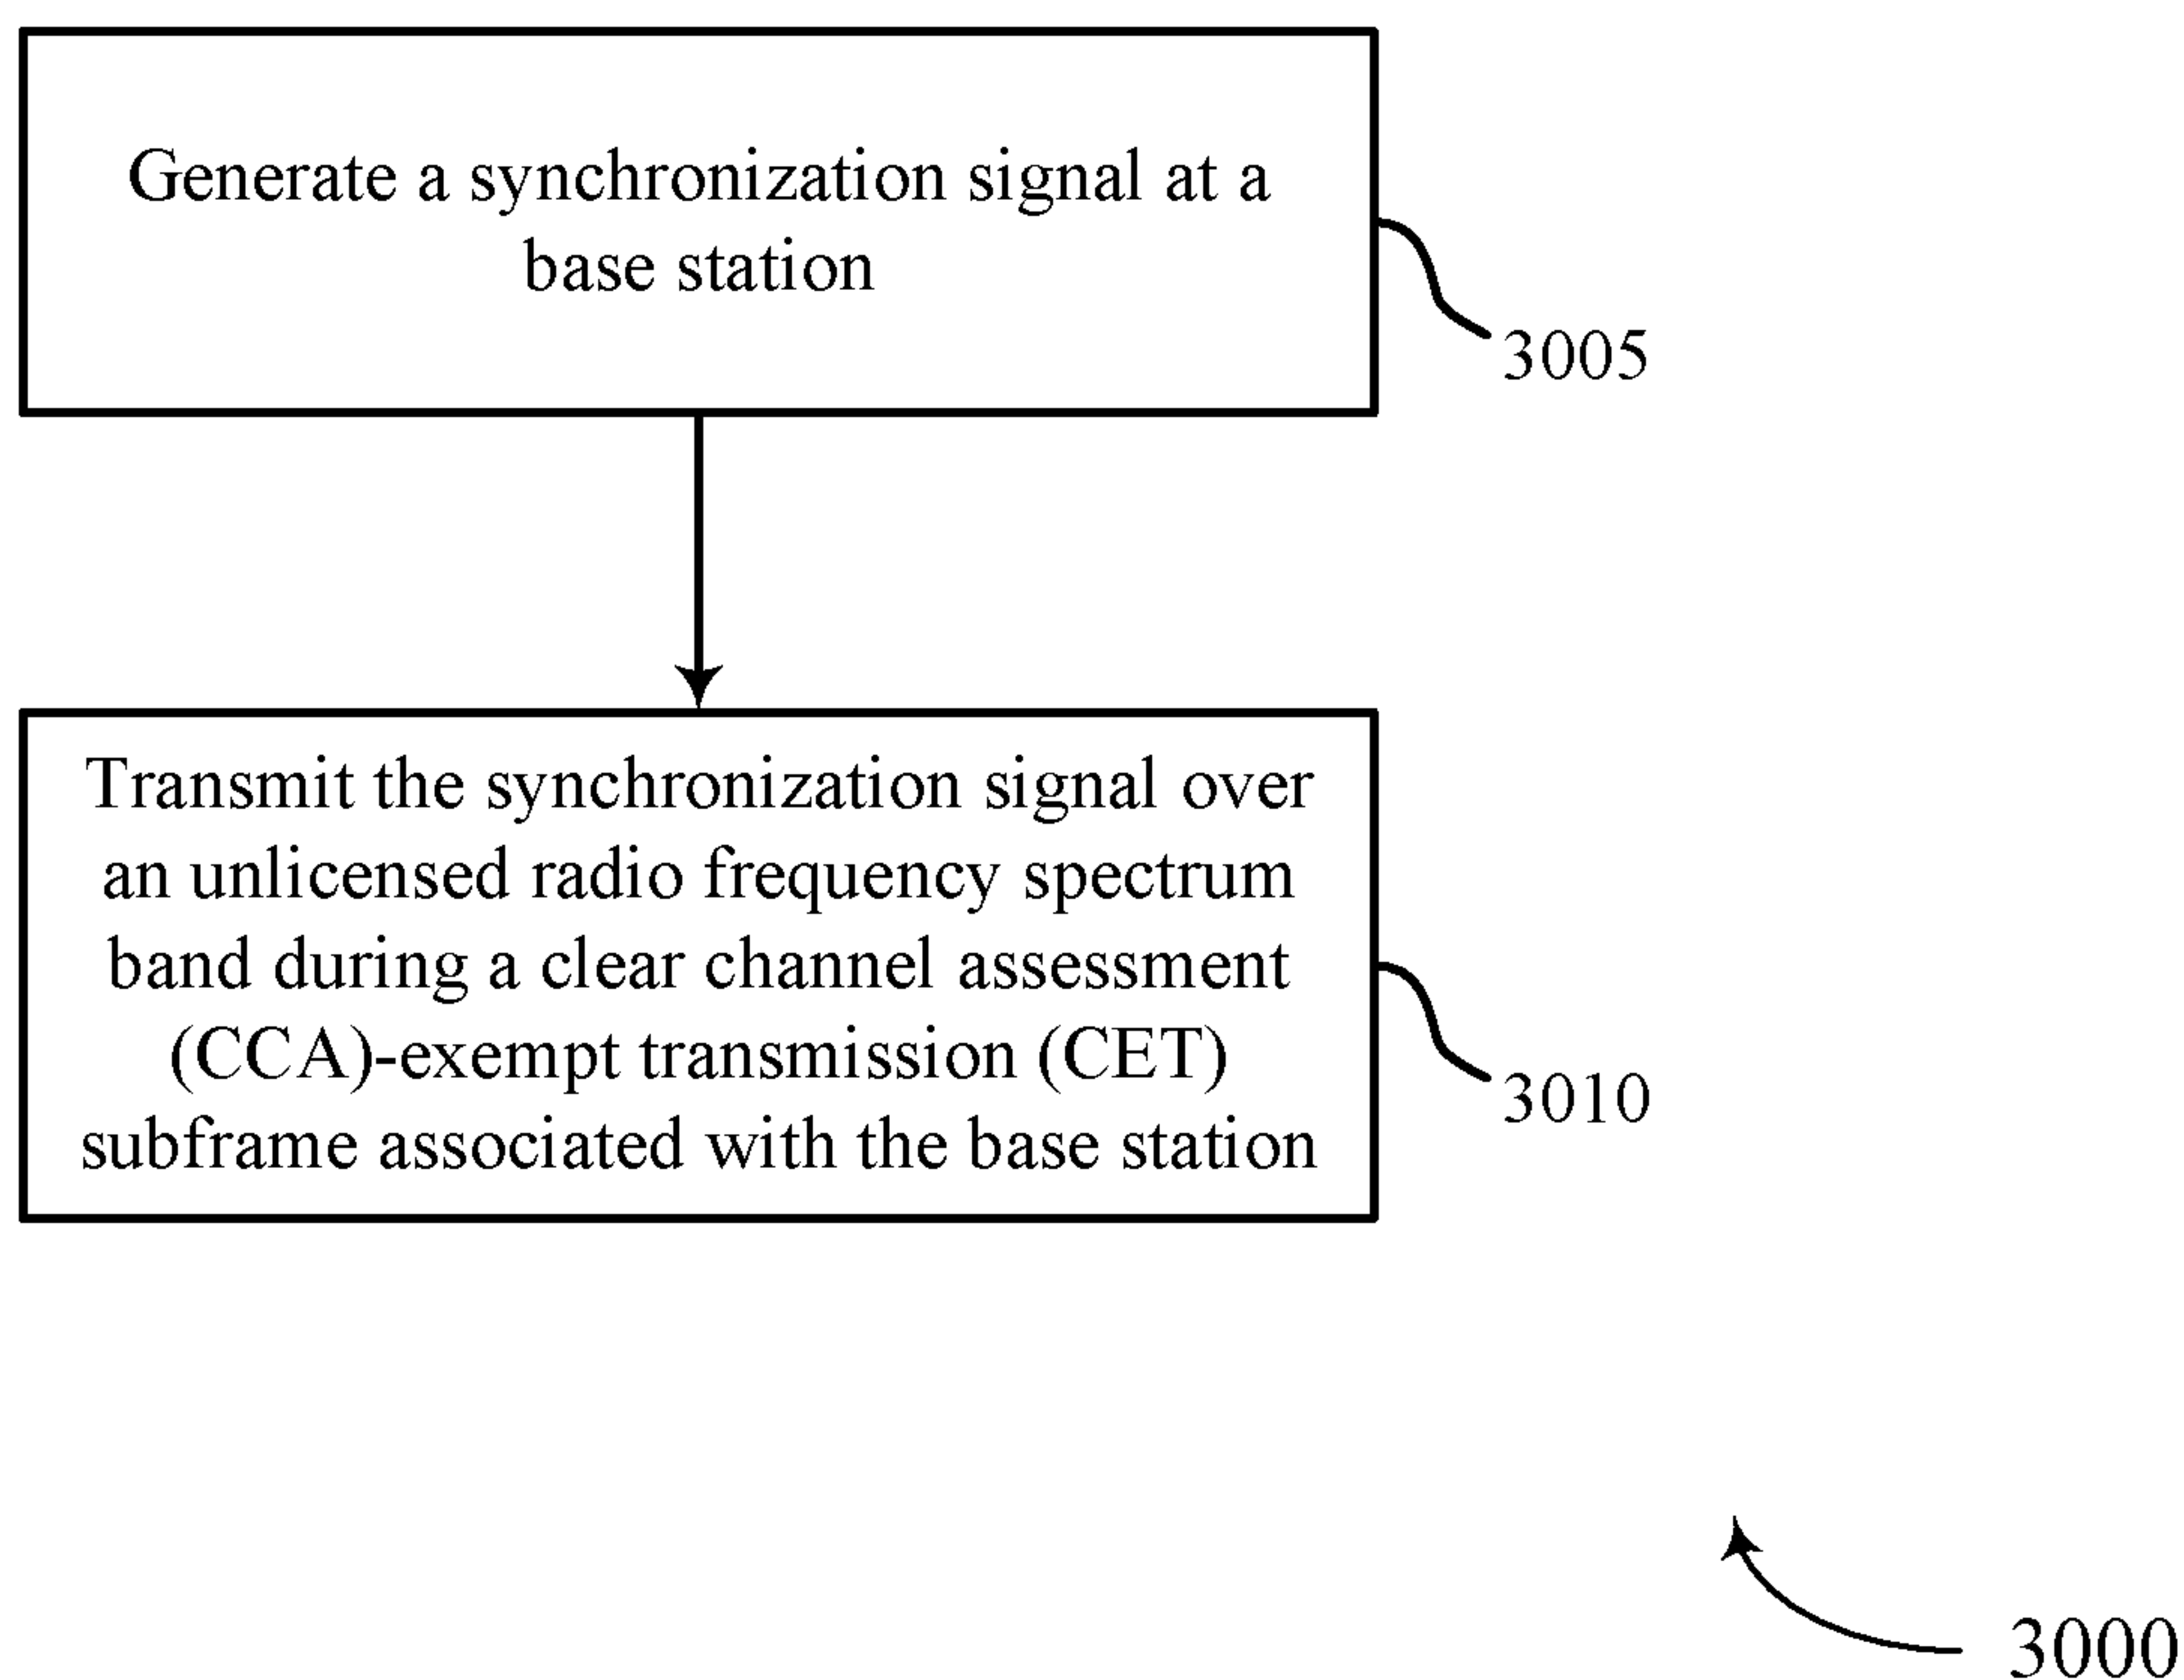 Generate a synchronization signal at a
base station
3005
Transmit the synchronization signal over
an unlicensed radio frequency spectrum
band during a clear channel assessment
(CCA)-exempt transmission (CET)
subframe associated with the base station
3010
3000